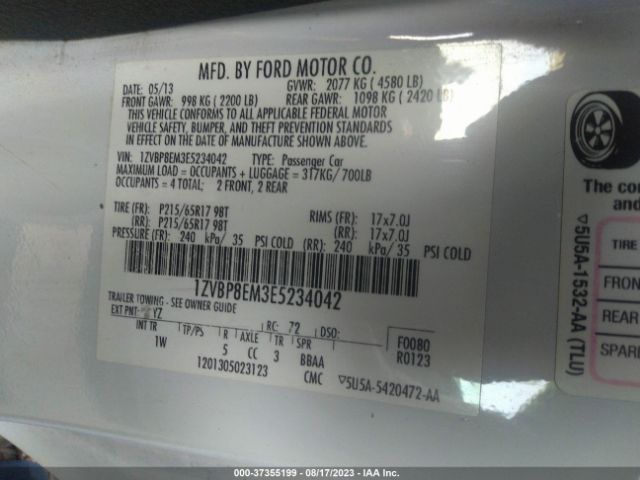 MFD. BY FORD MOTOR CO.
DATE: 05/13 GVWR: 2077 KG ( 4580 LB)
FRONT GAWR: 998 KG ( 2200 LB) REAR GAWR: 1098 KG ( 2420 LB)
THIS VEHICLE CONFORMS TO ALL APPLICABLE FEDERAL MOTOR
VEHICLE SAFETY, BUMPER, AND THEFT PREVENTION STANDARDS
IN EFFECT ON THE DATE OF MANUFACTURE SHOWN ABOVE.
VIN: 1ZVBP8EM3E5234042 TYPE: Passenger Car
MAXIMUM LOAD = OCCUPANTS + LUGGAGE = 317KG/700LB
OCCUPANTS = 4 TOTAL; 2 FRONT, 2 REAR
TIRE (FR): P215/65R17 98T RIMS (FR): 17x7.0J
(RR): P215/65R17 98T (RR): 17x7.0J
PRESSURE (FR): 240 kPa/ 35 PSI COLD (RR): 240 kPa/ 35 PSI COLD
1ZVBP8EM3E5234042
TRAILER TOWING - SEE OWNER GUIDE
EXT PNT: YZ RC: 72 DSO:
INT TR TP/PS R AXLE TR SPR F0080
1W 5 CC 3 BBAA R0123
1201305023123 CMC ▽5U5A-5420472-AA
The co
and
TIRE
FRON
REAR
SPARE
▽5U5A-1532-AA (TLU)
000-37355199 - 08/17/2023 - IAA Inc.